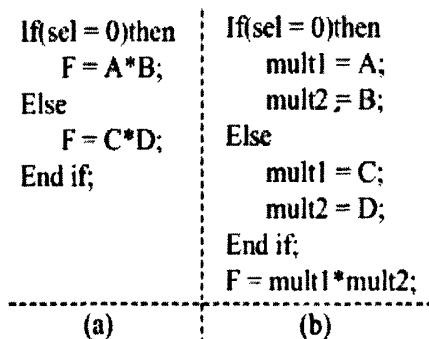 If(sel = 0)then
F = A*B;
Else
F = C*D;
End if;
(a)
If(sel = 0)then
mult1 = A;
mult2 = B;
Else
mult1 = C;
mult2 = D;
End if;
F = mult1*mult2;
(b)